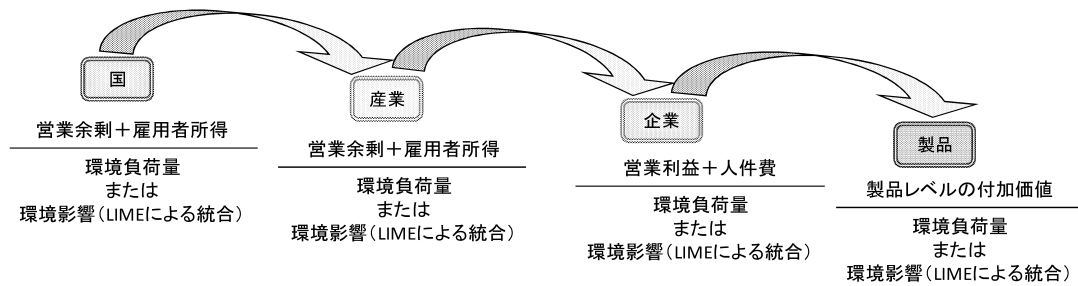 国
営業余剰＋雇用者所得
環境負荷量
または
環境影響（LIMEによる統合）
産業
営業余剰＋雇用者所得
環境負荷量
または
環境影響（LIMEによる統合）
企業
営業利益＋人件費
環境負荷量
または
環境影響（LIMEによる統合）
製品
製品レベルの付加価値
環境負荷量
または
環境影響（LIMEによる統合）